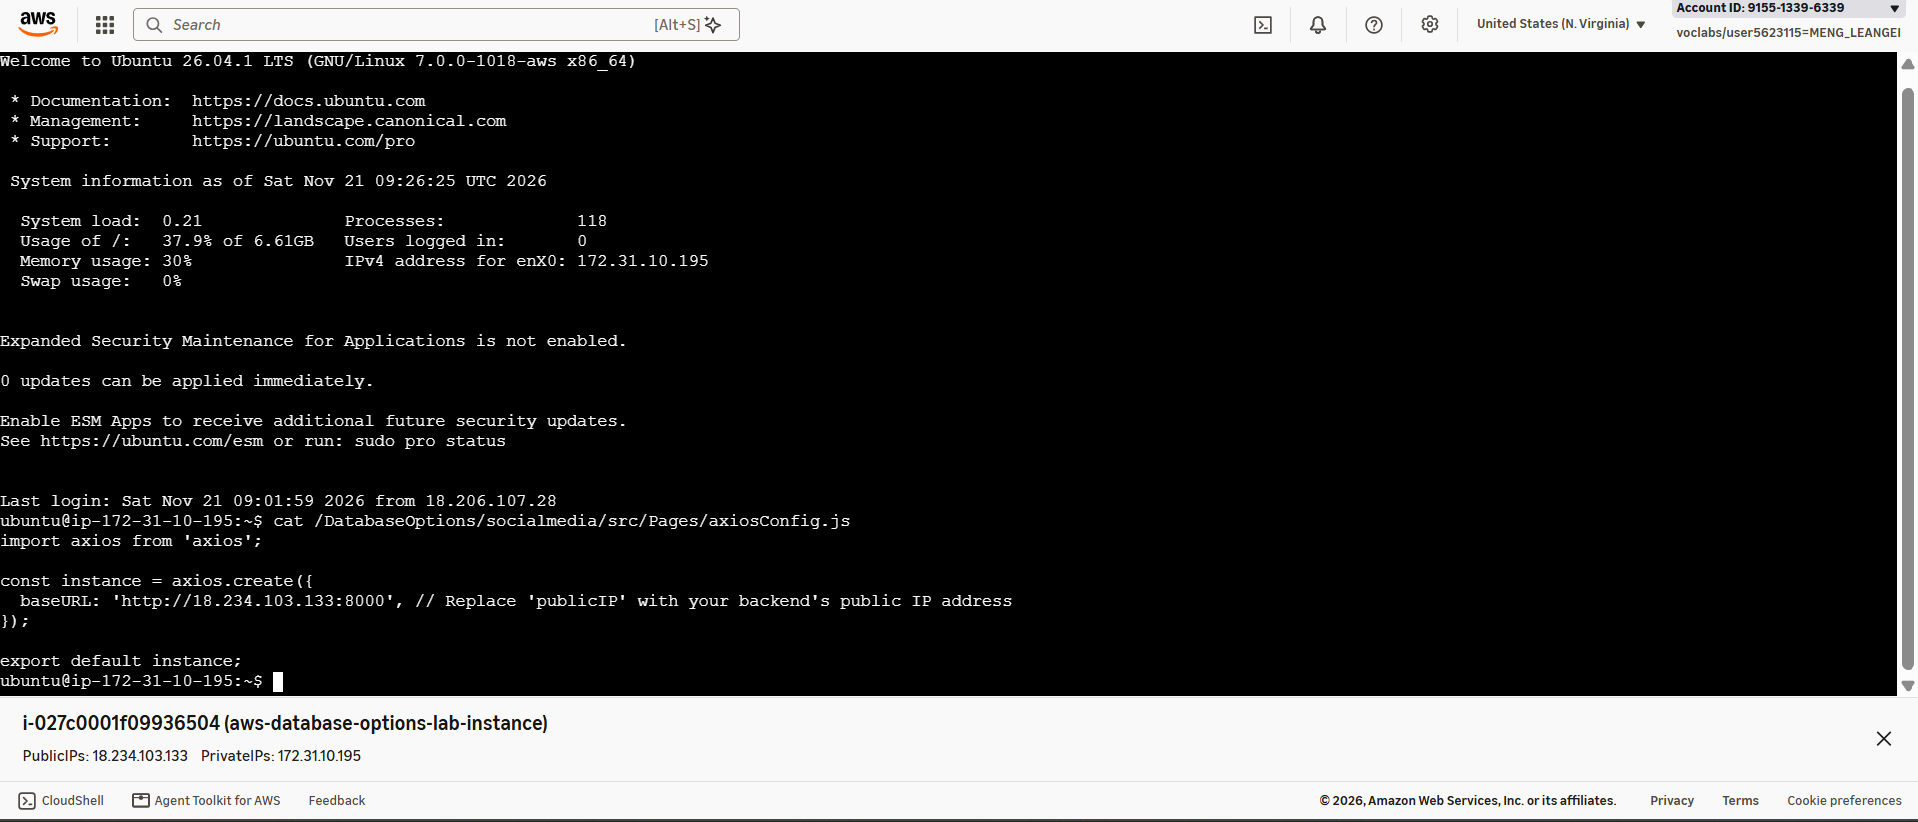 aws
Search
[Alt+S]
United States (N. Virginia)
Account ID: 9155-1339-6339
voclabs/user5623115=MENG_LEANGEI
Welcome to Ubuntu 26.04.1 LTS (GNU/Linux 7.0.0-1018-aws x86_64)
* Documentation: https://docs.ubuntu.com
* Management: https://landscape.canonical.com
* Support: https://ubuntu.com/pro
System information as of Sat Nov 21 09:26:25 UTC 2026
System load: 0.21 Processes: 118
Usage of /: 37.9% of 6.61GB Users logged in: 0
Memory usage: 30% IPv4 address for enX0: 172.31.10.195
Swap usage: 0%
Expanded Security Maintenance for Applications is not enabled.
0 updates can be applied immediately.
Enable ESM Apps to receive additional future security updates.
See https://ubuntu.com/esm or run: sudo pro status
Last login: Sat Nov 21 09:01:59 2026 from 18.206.107.28
ubuntu@ip-172-31-10-195:~$ cat /DatabaseOptions/socialmedia/src/Pages/axiosConfig.js
import axios from 'axios';
const instance = axios.create({
baseURL: 'http://18.234.103.133:8000', // Replace 'publicIP' with your backend's public IP address
});
export default instance;
ubuntu@ip-172-31-10-195:~$
i-027c0001f09936504 (aws-database-options-lab-instance)
PublicIPs: 18.234.103.133 PrivateIPs: 172.31.10.195
CloudShell
Agent Toolkit for AWS
Feedback
© 2026, Amazon Web Services, Inc. or its affiliates.
Privacy
Terms
Cookie preferences